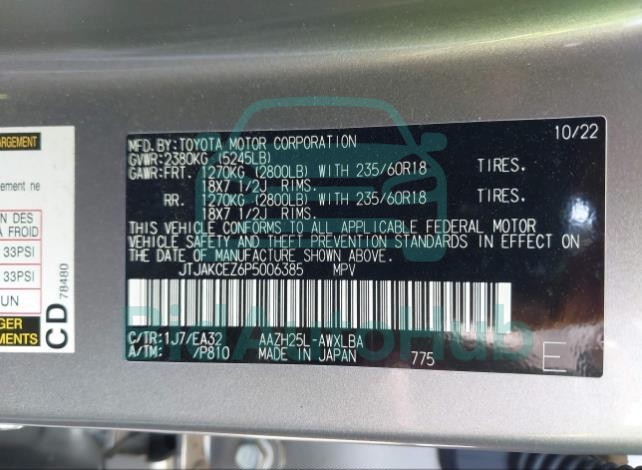 ARGEMENT
ement ne
ON DES
À FROID
33PSI
33PSI
UN
GER
EMENTS
CD
78480
10/22
MFD.BY:TOYOTA MOTOR CORPORATION
GVWR:2380KG (5245LB)
GAWR:FRT. 1270KG (2800LB) WITH 235/60R18 TIRES.
18X7 1/2J RIMS.
RR. 1270KG (2800LB) WITH 235/60R18 TIRES.
18X7 1/2J RIMS.
THIS VEHICLE CONFORMS TO ALL APPLICABLE FEDERAL MOTOR
VEHICLE SAFETY AND THEFT PREVENTION STANDARDS IN EFFECT ON
THE DATE OF MANUFACTURE SHOWN ABOVE.
JTJAKCEZ6P5006385 MPV
C/TR:1J7/EA32 AAZH25L-AWXLBA
A/TM: /P810 MADE IN JAPAN 775
E
BidAutoHub